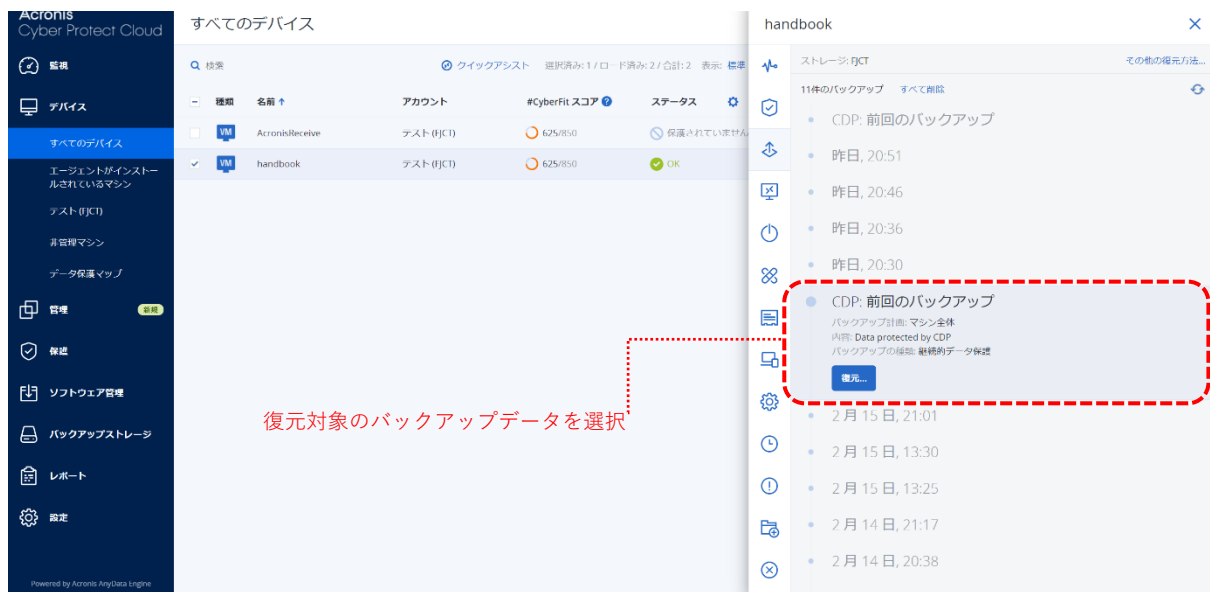 Acronis
Cyber Protect Cloud
監視
デバイス
すべてのデバイス
エージェントがインストー
ルされているマシン
テスト (FJCT)
非管理マシン
データ保護マップ
管理 新規
保護
ソフトウェア管理
バックアップストレージ
レポート
設定
Powered by Acronis AnyData Engine
すべてのデバイス
検索 クイックアシスト 選択済み: 1 / ロード済み: 2 / 合計: 2 表示: 標準
種類 名前 アカウント #CyberFit スコア ステータス
VM AcronisReceive テスト (FJCT) 625/850 保護されていません
VM handbook テスト (FJCT) 625/850 OK
復元対象のバックアップデータを選択
handbook
ストレージ: FJCT その他の復元方法...
11件のバックアップ すべて削除
CDP: 前回のバックアップ
昨日, 20:51
昨日, 20:46
昨日, 20:36
昨日, 20:30
CDP: 前回のバックアップ
バックアップ計画: マシン全体
内容: Data protected by CDP
バックアップの種類: 継続的データ保護
復元...
2 月 15 日, 21:01
2 月 15 日, 13:30
2 月 15 日, 13:25
2 月 14 日, 21:17
2 月 14 日, 20:38